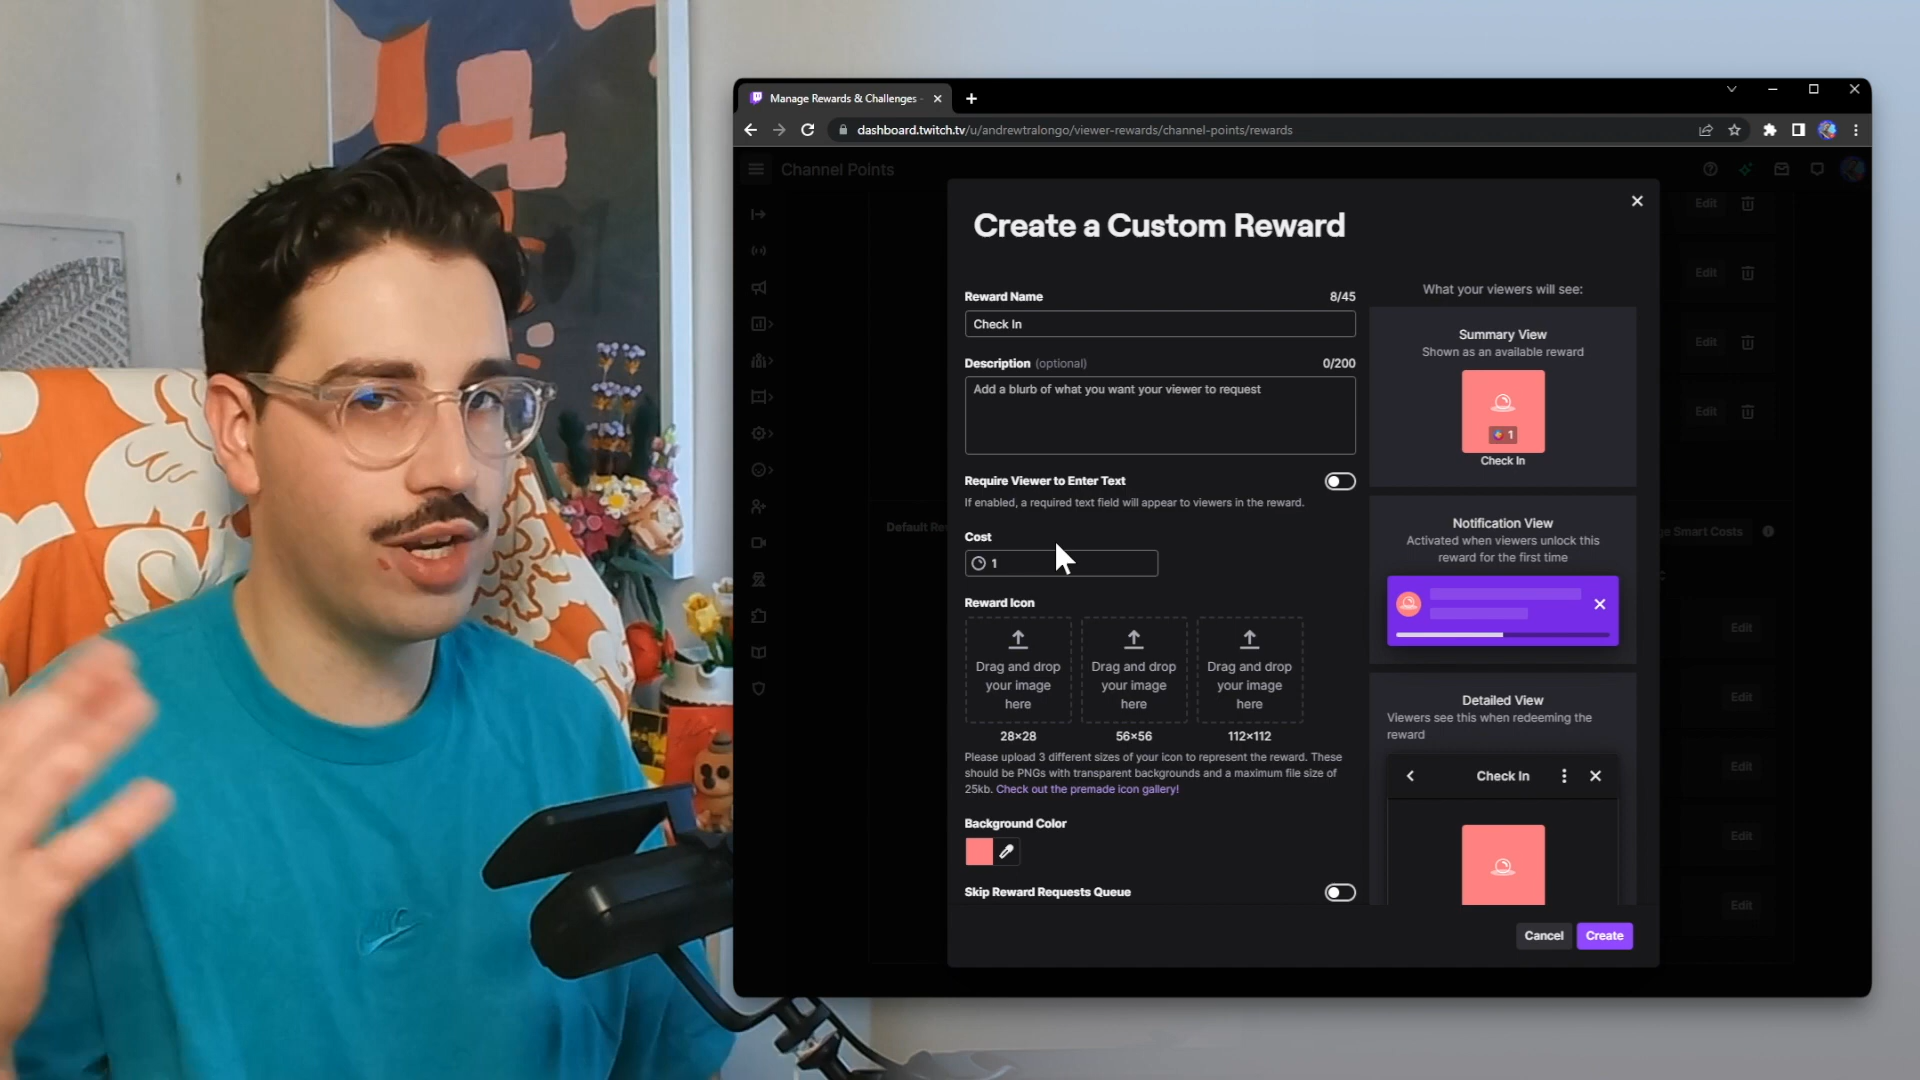 Manage Rewards & Challenges
dashboard.twitch.tv/u/andrewtralongo/viewer-rewards/channel-points/rewards
Channel Points
Edit
Create a Custom Reward
Edit
What your viewers will see:
Reward Name 8/45
Check In
Summary View
Shown as an available reward
Edit
Description (optional) 0/200
Add a blurb of what you want your viewer to request
Edit
1
Check In
Require Viewer to Enter Text
If enabled, a required text field will appear to viewers in the reward.
Default Re
Notification View
Activated when viewers unlock this
reward for the first time
Smart Costs
Cost
1
Reward Icon
Edit
Drag and drop
your image
here
Drag and drop
your image
here
Drag and drop
your image
here
28×28
56×56
112×112
Detailed View
Viewers see this when redeeming the
reward
Edit
Please upload 3 different sizes of your icon to represent the reward. These
should be PNGs with transparent backgrounds and a maximum file size of
25kb. Check out the premade icon gallery!
Check In
Edit
Background Color
Edit
Skip Reward Requests Queue
Edit
Cancel
Create